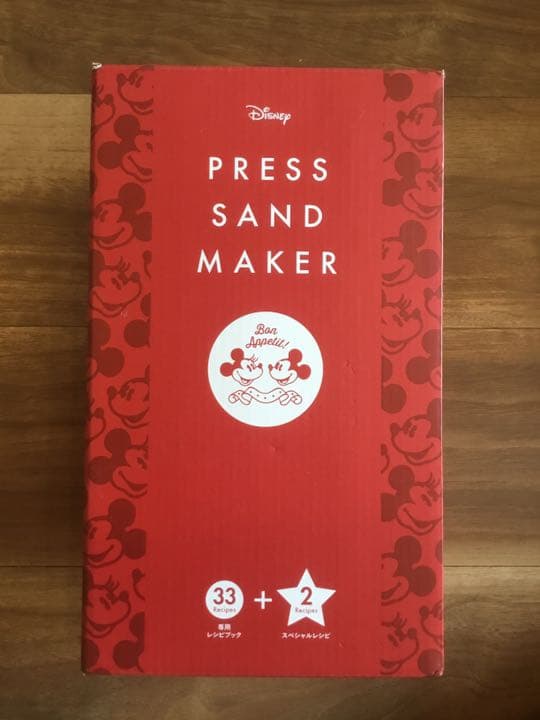 Disney
PRESS
SAND
MAKER
Bon
Appetit!
33
Recipes
専用
レシピブック
+
2
Recipes
スペシャルレシピ